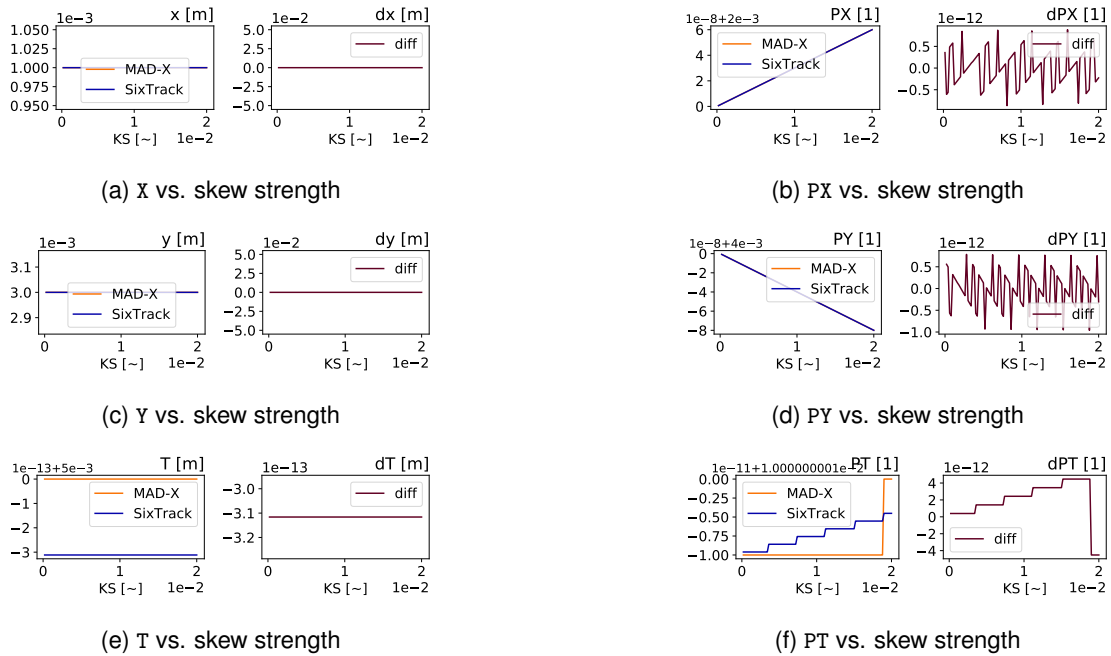 1e-3 x [m]
1.050
1.025
1.000
0.975
0.950
MAD-X
SixTrack
0 1 2
KS [~] 1e-2
1e-2 dx [m]
5.0
2.5
0.0
−2.5
−5.0
diff
0 1 2
KS [~] 1e-2
(a) X vs. skew strength
1e-8+2e-3 PX [1]
6
4
2
0
MAD-X
SixTrack
0 1 2
KS [~] 1e-2
1e-12 dPX [1]
0.5
0.0
−0.5
diff
0 1 2
KS [~] 1e-2
(b) PX vs. skew strength
1e-3 y [m]
3.1
3.0
2.9
MAD-X
SixTrack
0 1 2
KS [~] 1e-2
1e-2 dy [m]
5.0
2.5
0.0
−2.5
−5.0
diff
0 1 2
KS [~] 1e-2
(c) Y vs. skew strength
1e-8+4e-3 PY [1]
0
−2
−4
−6
−8
MAD-X
SixTrack
0 1 2
KS [~] 1e-2
1e-12 dPY [1]
0.5
0.0
−0.5
−1.0
diff
0 1 2
KS [~] 1e-2
(d) PY vs. skew strength
1e-13+5e-3 T [m]
0
−1
−2
−3
MAD-X
SixTrack
0 1 2
KS [~] 1e-2
1e-13 dT [m]
−3.0
−3.1
−3.2
diff
0 1 2
KS [~] 1e-2
(e) T vs. skew strength
1e-11+1.000000001e-2 PT [1]
0.00
−0.25
−0.50
−0.75
−1.00
MAD-X
SixTrack
0 1 2
KS [~] 1e-2
1e-12 dPT [1]
4
2
0
−2
−4
diff
0 1 2
KS [~] 1e-2
(f) PT vs. skew strength